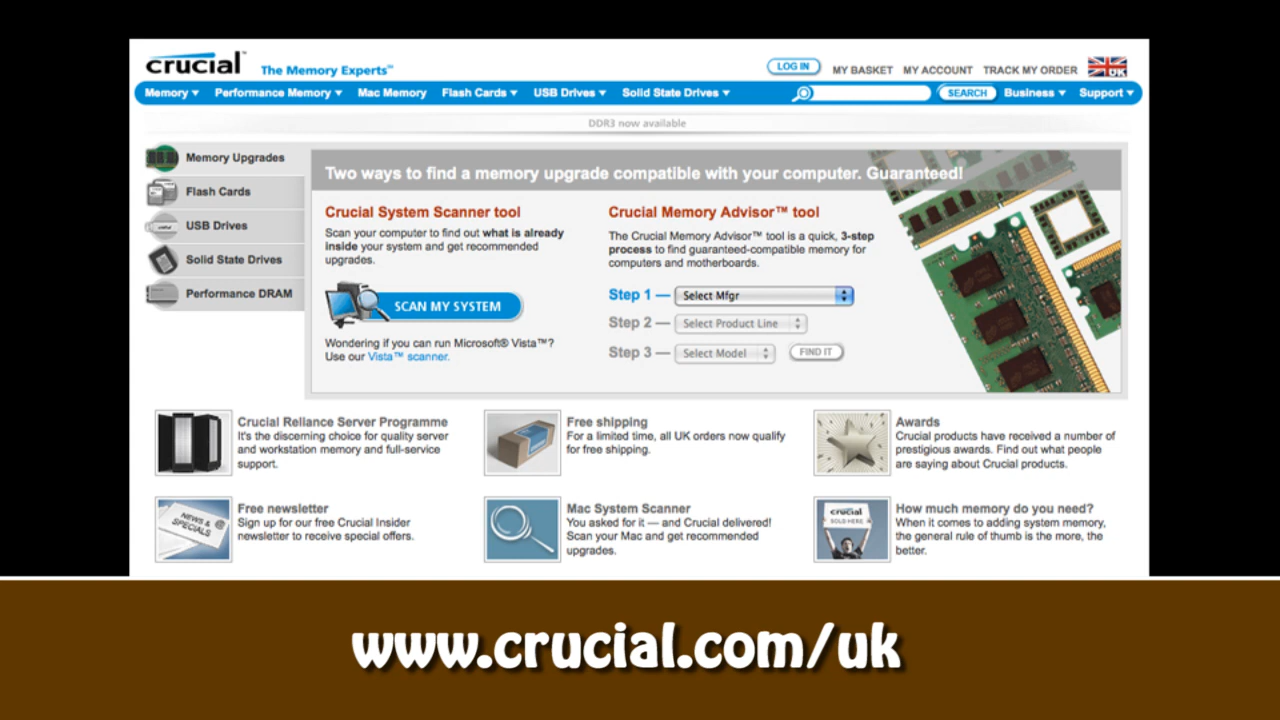 crucial™ The Memory Experts℠
LOG IN MY BASKET MY ACCOUNT TRACK MY ORDER UK
Memory Performance Memory Mac Memory Flash Cards USB Drives Solid State Drives SEARCH Business Support
DDR3 now available
Memory Upgrades
Flash Cards
USB Drives
Solid State Drives
Performance DRAM
Two ways to find a memory upgrade compatible with your computer. Guaranteed!
Crucial System Scanner tool
Scan your computer to find out what is already
inside your system and get recommended
upgrades.
SCAN MY SYSTEM
Wondering if you can run Microsoft® Vista™?
Use our Vista™ scanner.
Crucial Memory Advisor™ tool
The Crucial Memory Advisor™ tool is a quick, 3-step
process to find guaranteed-compatible memory for
computers and motherboards.
Step 1 — Select Mfgr
Step 2 — Select Product Line
Step 3 — Select Model FIND IT
Crucial Reliance Server Programme
It's the discerning choice for quality server
and workstation memory and full-service
support.
Free shipping
For a limited time, all UK orders now qualify
for free shipping.
Awards
Crucial products have received a number of
prestigious awards. Find out what people
are saying about Crucial products.
NEWS &
SPECIALS
Free newsletter
Sign up for our free Crucial Insider
newsletter to receive special offers.
Mac System Scanner
You asked for it — and Crucial delivered!
Scan your Mac and get recommended
upgrades.
crucial
SOLD HERE
How much memory do you need?
When it comes to adding system memory,
the general rule of thumb is the more, the
better.
www.crucial.com/uk